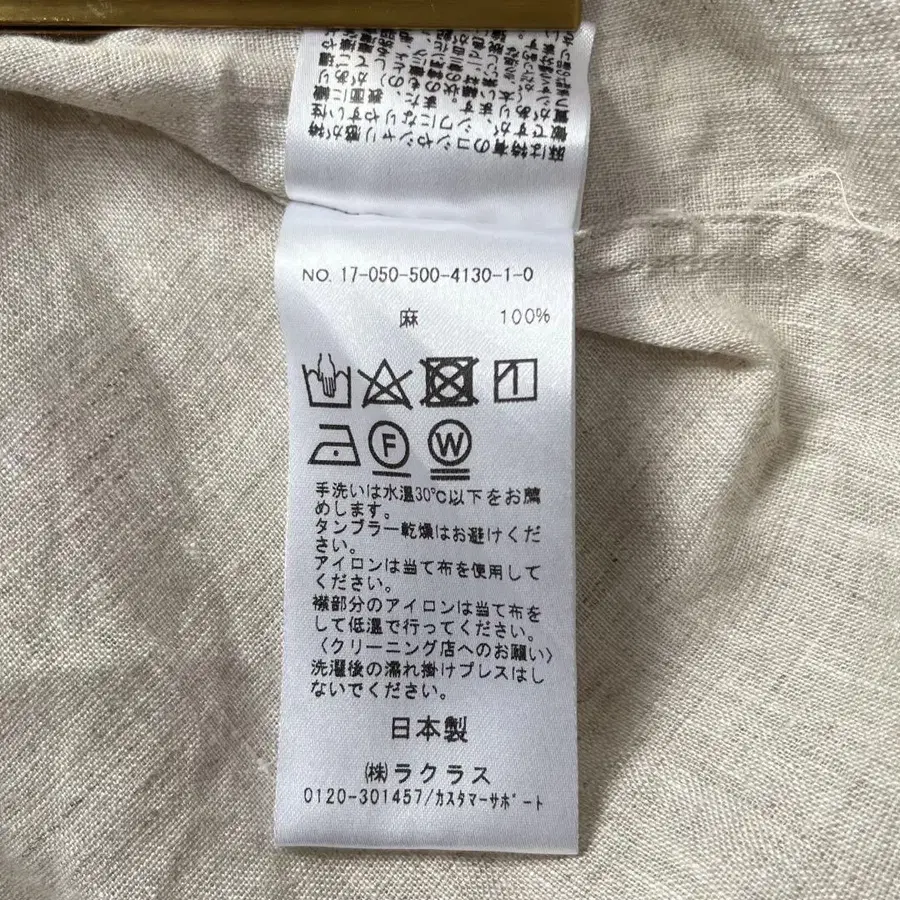 NO. 17-050-500-4130-1-0
麻 100%
F W
手洗いは水温30℃以下をお薦
めします。
タンブラー乾燥はお避けくだ
さい。
アイロンは当て布を使用して
ください。
襟部分のアイロンは当て布を
して低温で行ってください。
〈クリーニング店へのお願い〉
洗濯後の濡れ掛けプレスはし
ないでください。
日本製
㈱ラクラス
0120-301457/ｶｽﾀﾏｰｻﾎﾟｰﾄ